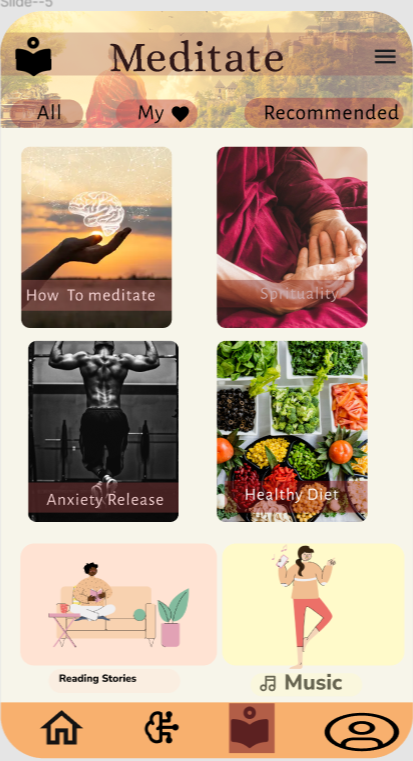 Slide--5
Meditate
All
My
Recommended
How To meditate
Sprituality
Anxiety Release
Healthy Diet
Reading Stories
Music